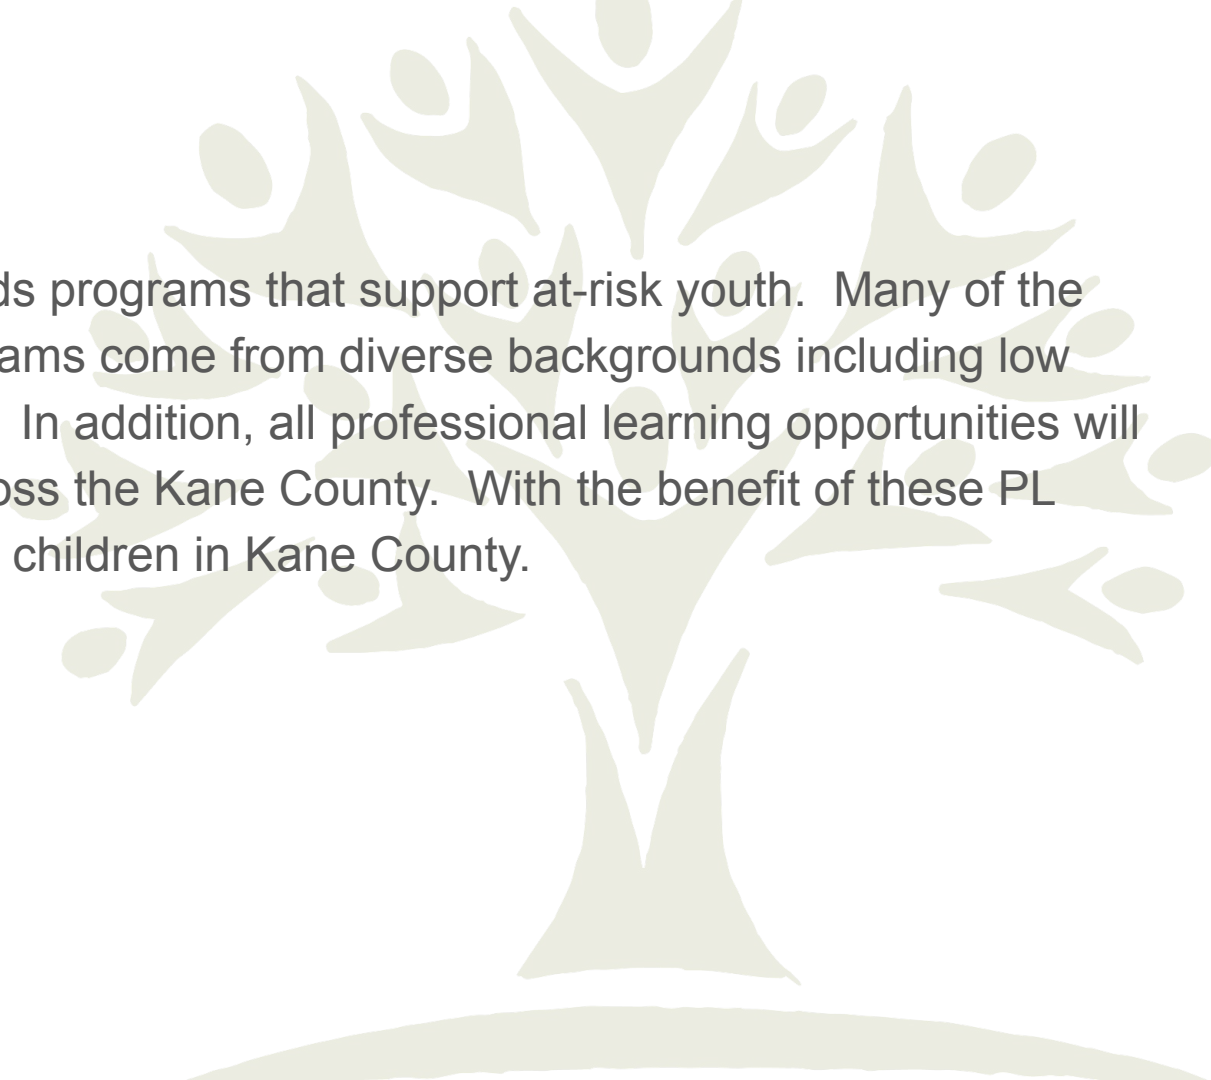 ds programs that support at-risk youth.  Many of the
ams come from diverse backgrounds including low
In addition, all professional learning opportunities will
oss the Kane County.  With the benefit of these PL
children in Kane County.